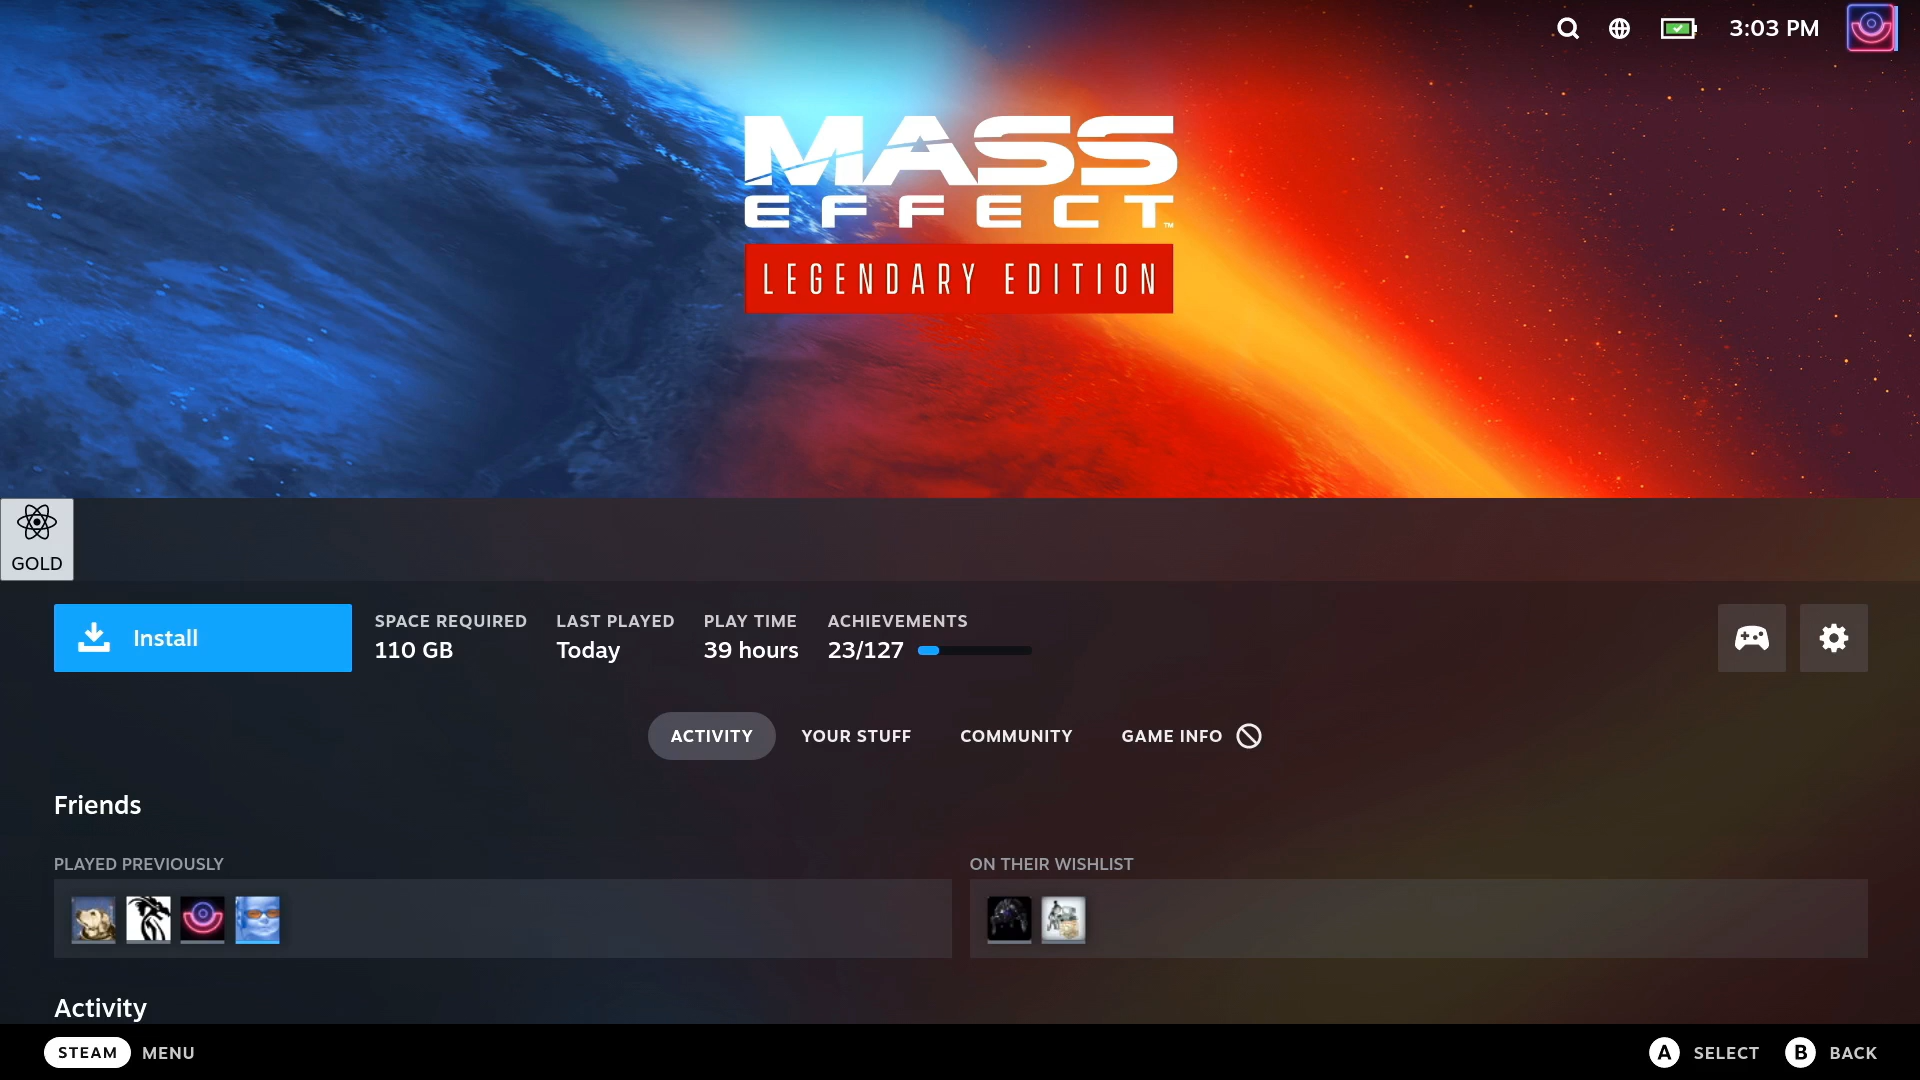 3:03 PM
MASS
EFFECT™
LEGENDARY EDITION
GOLD
Install
SPACE REQUIRED
110 GB
LAST PLAYED
Today
PLAY TIME
39 hours
ACHIEVEMENTS
23/127
ACTIVITY
YOUR STUFF
COMMUNITY
GAME INFO
Friends
PLAYED PREVIOUSLY
ON THEIR WISHLIST
Activity
STEAM MENU
A SELECT
B BACK